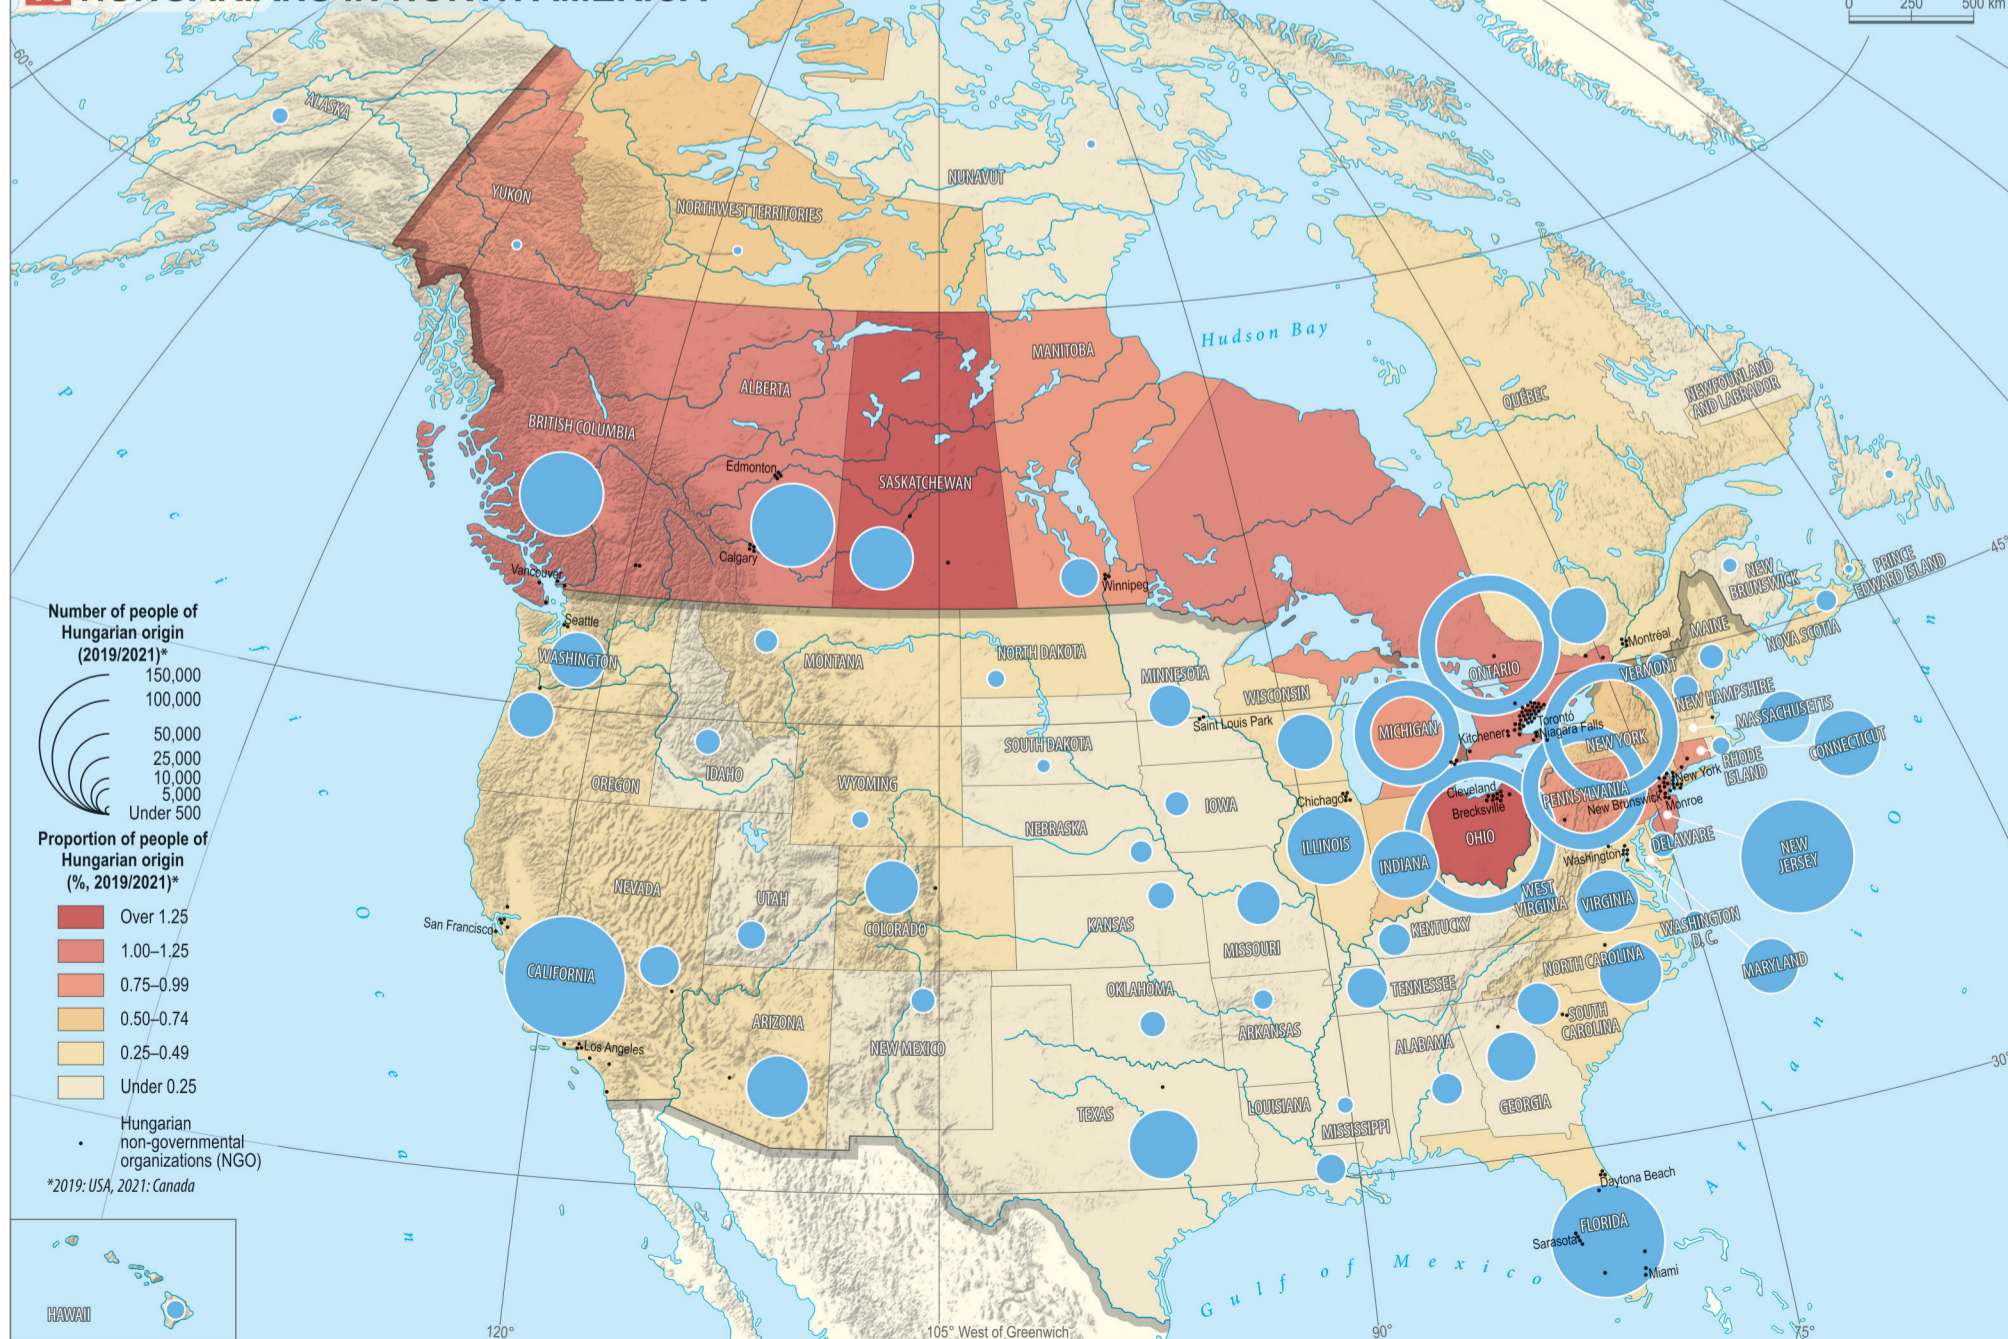 HUNGARIANS IN NORTH AMERICA
0 250 500 km
60°
ALASKA
YUKON
NORTHWEST TERRITORIES
NUNAVUT
Hudson Bay
MANITOBA
ALBERTA
BRITISH COLUMBIA
SASKATCHEWAN
QUÉBEC
NEWFOUNLAND
AND LABRADOR
Edmonton
Calgary
Vancouver
Winnipeg
ONTARIO
Montréal
NEW
BRUNSWICK
PRINCE
EDWARD ISLAND
NOVA SCOTIA
45°
Pacific Ocean
Number of people of
Hungarian origin
(2019/2021)*
150,000
100,000
50,000
25,000
10,000
5,000
Under 500
Proportion of people of
Hungarian origin
(%, 2019/2021)*
Over 1.25
1.00–1.25
0.75–0.99
0.50–0.74
0.25–0.49
Under 0.25
Hungarian
non-governmental
organizations (NGO)
*2019: USA, 2021: Canada
HAWAII
Seattle
WASHINGTON
MONTANA
NORTH DAKOTA
MINNESOTA
WISCONSIN
MICHIGAN
Saint Louis Park
Kitchener
Toronto
Niagara Falls
MAINE
VERMONT
NEW HAMPSHIRE
MASSACHUSETTS
CONNECTICUT
RHODE
ISLAND
NEW YORK
New York
OREGON
IDAHO
WYOMING
SOUTH DAKOTA
IOWA
NEBRASKA
Chichago
ILLINOIS
INDIANA
Cleveland
Brecksville
OHIO
PENNSYLVANIA
New Brunswick
Monroe
NEW
JERSEY
DELAWARE
Washington
WASHINGTON
D. C.
MARYLAND
WEST
VIRGINIA
VIRGINIA
NEVADA
UTAH
COLORADO
KANSAS
MISSOURI
KENTUCKY
San Francisco
CALIFORNIA
Los Angeles
ARIZONA
NEW MEXICO
OKLAHOMA
ARKANSAS
TENNESSEE
NORTH CAROLINA
SOUTH
CAROLINA
TEXAS
LOUISIANA
MISSISSIPPI
ALABAMA
GEORGIA
Daytona Beach
FLORIDA
Sarasota
Miami
Gulf of Mexico
Atlantic Ocean
30°
120°
105° West of Greenwich
90°
75°